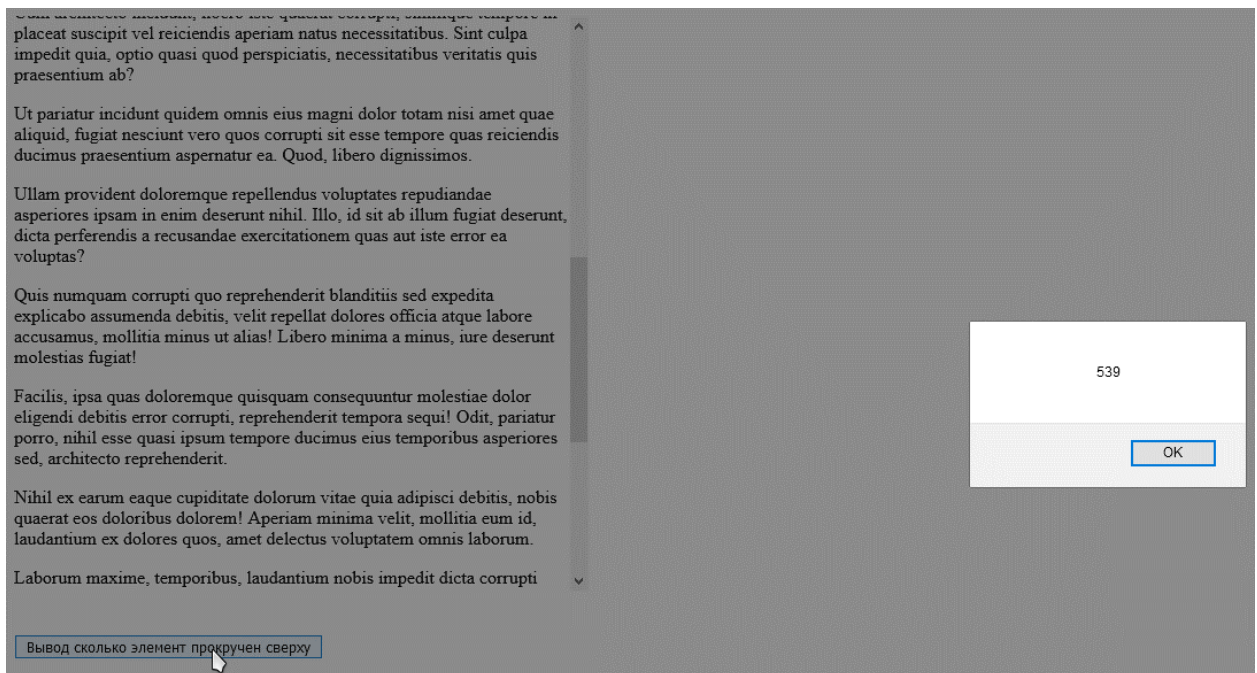 placeat suscipit vel reiciendis aperiam natus necessitatibus. Sint culpa
impedit quia, optio quasi quod perspiciatis, necessitatibus veritatis quis
praesentium ab?
Ut pariatur incidunt quidem omnis eius magni dolor totam nisi amet quae
aliquid, fugiat nesciunt vero quos corrupti sit esse tempore quas reiciendis
ducimus praesentium aspernatur ea. Quod, libero dignissimos.
Ullam provident doloremque repellendus voluptates repudiandae
asperiores ipsam in enim deserunt nihil. Illo, id sit ab illum fugiat deserunt,
dicta perferendis a recusandae exercitationem quas aut iste error ea
voluptas?
Quis numquam corrupti quo reprehenderit blanditiis sed expedita
explicabo assumenda debitis, velit repellat dolores officia atque labore
accusamus, mollitia minus ut alias! Libero minima a minus, iure deserunt
molestias fugiat!
Facilis, ipsa quas doloremque quisquam consequuntur molestiae dolor
eligendi debitis error corrupti, reprehenderit tempora sequi! Odit, pariatur
porro, nihil esse quasi ipsum tempore ducimus eius temporibus asperiores
sed, architecto reprehenderit.
Nihil ex earum eaque cupiditate dolorum vitae quia adipisci debitis, nobis
quaerat eos doloribus dolorem! Aperiam minima velit, mollitia eum id,
laudantium ex dolores quos, amet delectus voluptatem omnis laborum.
Laborum maxime, temporibus, laudantium nobis impedit dicta corrupti
Вывод сколько элемент прокручен сверху
539
OK